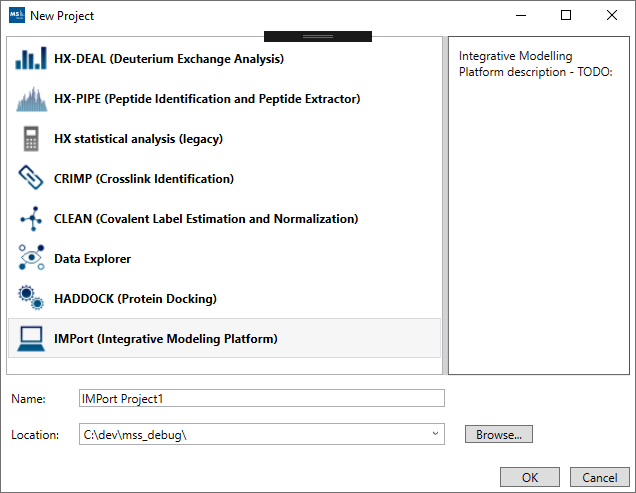 MS
New Project
HX-DEAL (Deuterium Exchange Analysis)
HX-PIPE (Peptide Identification and Peptide Extractor)
HX statistical analysis (legacy)
CRIMP (Crosslink Identification)
CLEAN (Covalent Label Estimation and Normalization)
Data Explorer
HADDOCK (Protein Docking)
IMPort (Integrative Modeling Platform)
Integrative Modelling
Platform description - TODO:
Name:
IMPort Project1
Location:
C:\dev\mss_debug\
Browse...
OK
Cancel